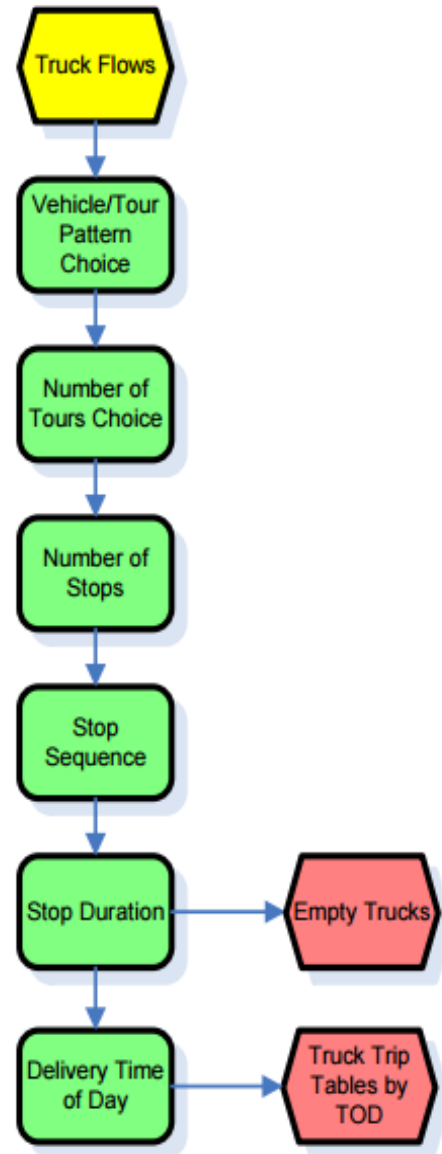 Truck Flows
Vehicle/Tour
Pattern
Choice
Number of
Tours Choice
Number of
Stops
Stop
Sequence
Stop Duration
Empty Trucks
Delivery Time
of Day
Truck Trip
Tables by
TOD